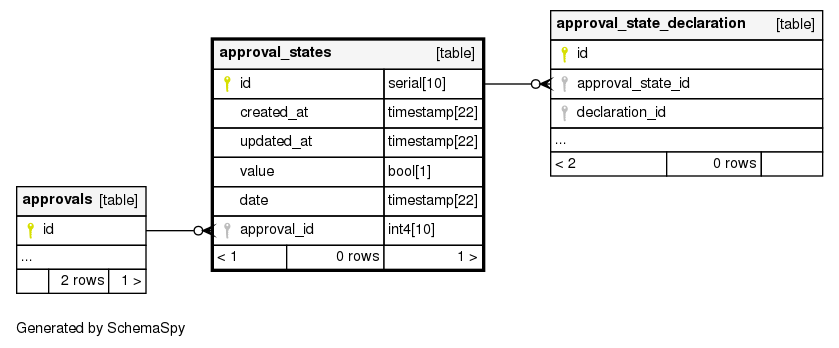 approval_states [table]
id serial[10]
created_at timestamp[22]
updated_at timestamp[22]
value bool[1]
date timestamp[22]
approval_id int4[10]
< 1 0 rows 1 >
approval_state_declaration [table]
id
approval_state_id
declaration_id
...
< 2 0 rows
approvals [table]
id
...
2 rows 1 >
Generated by SchemaSpy